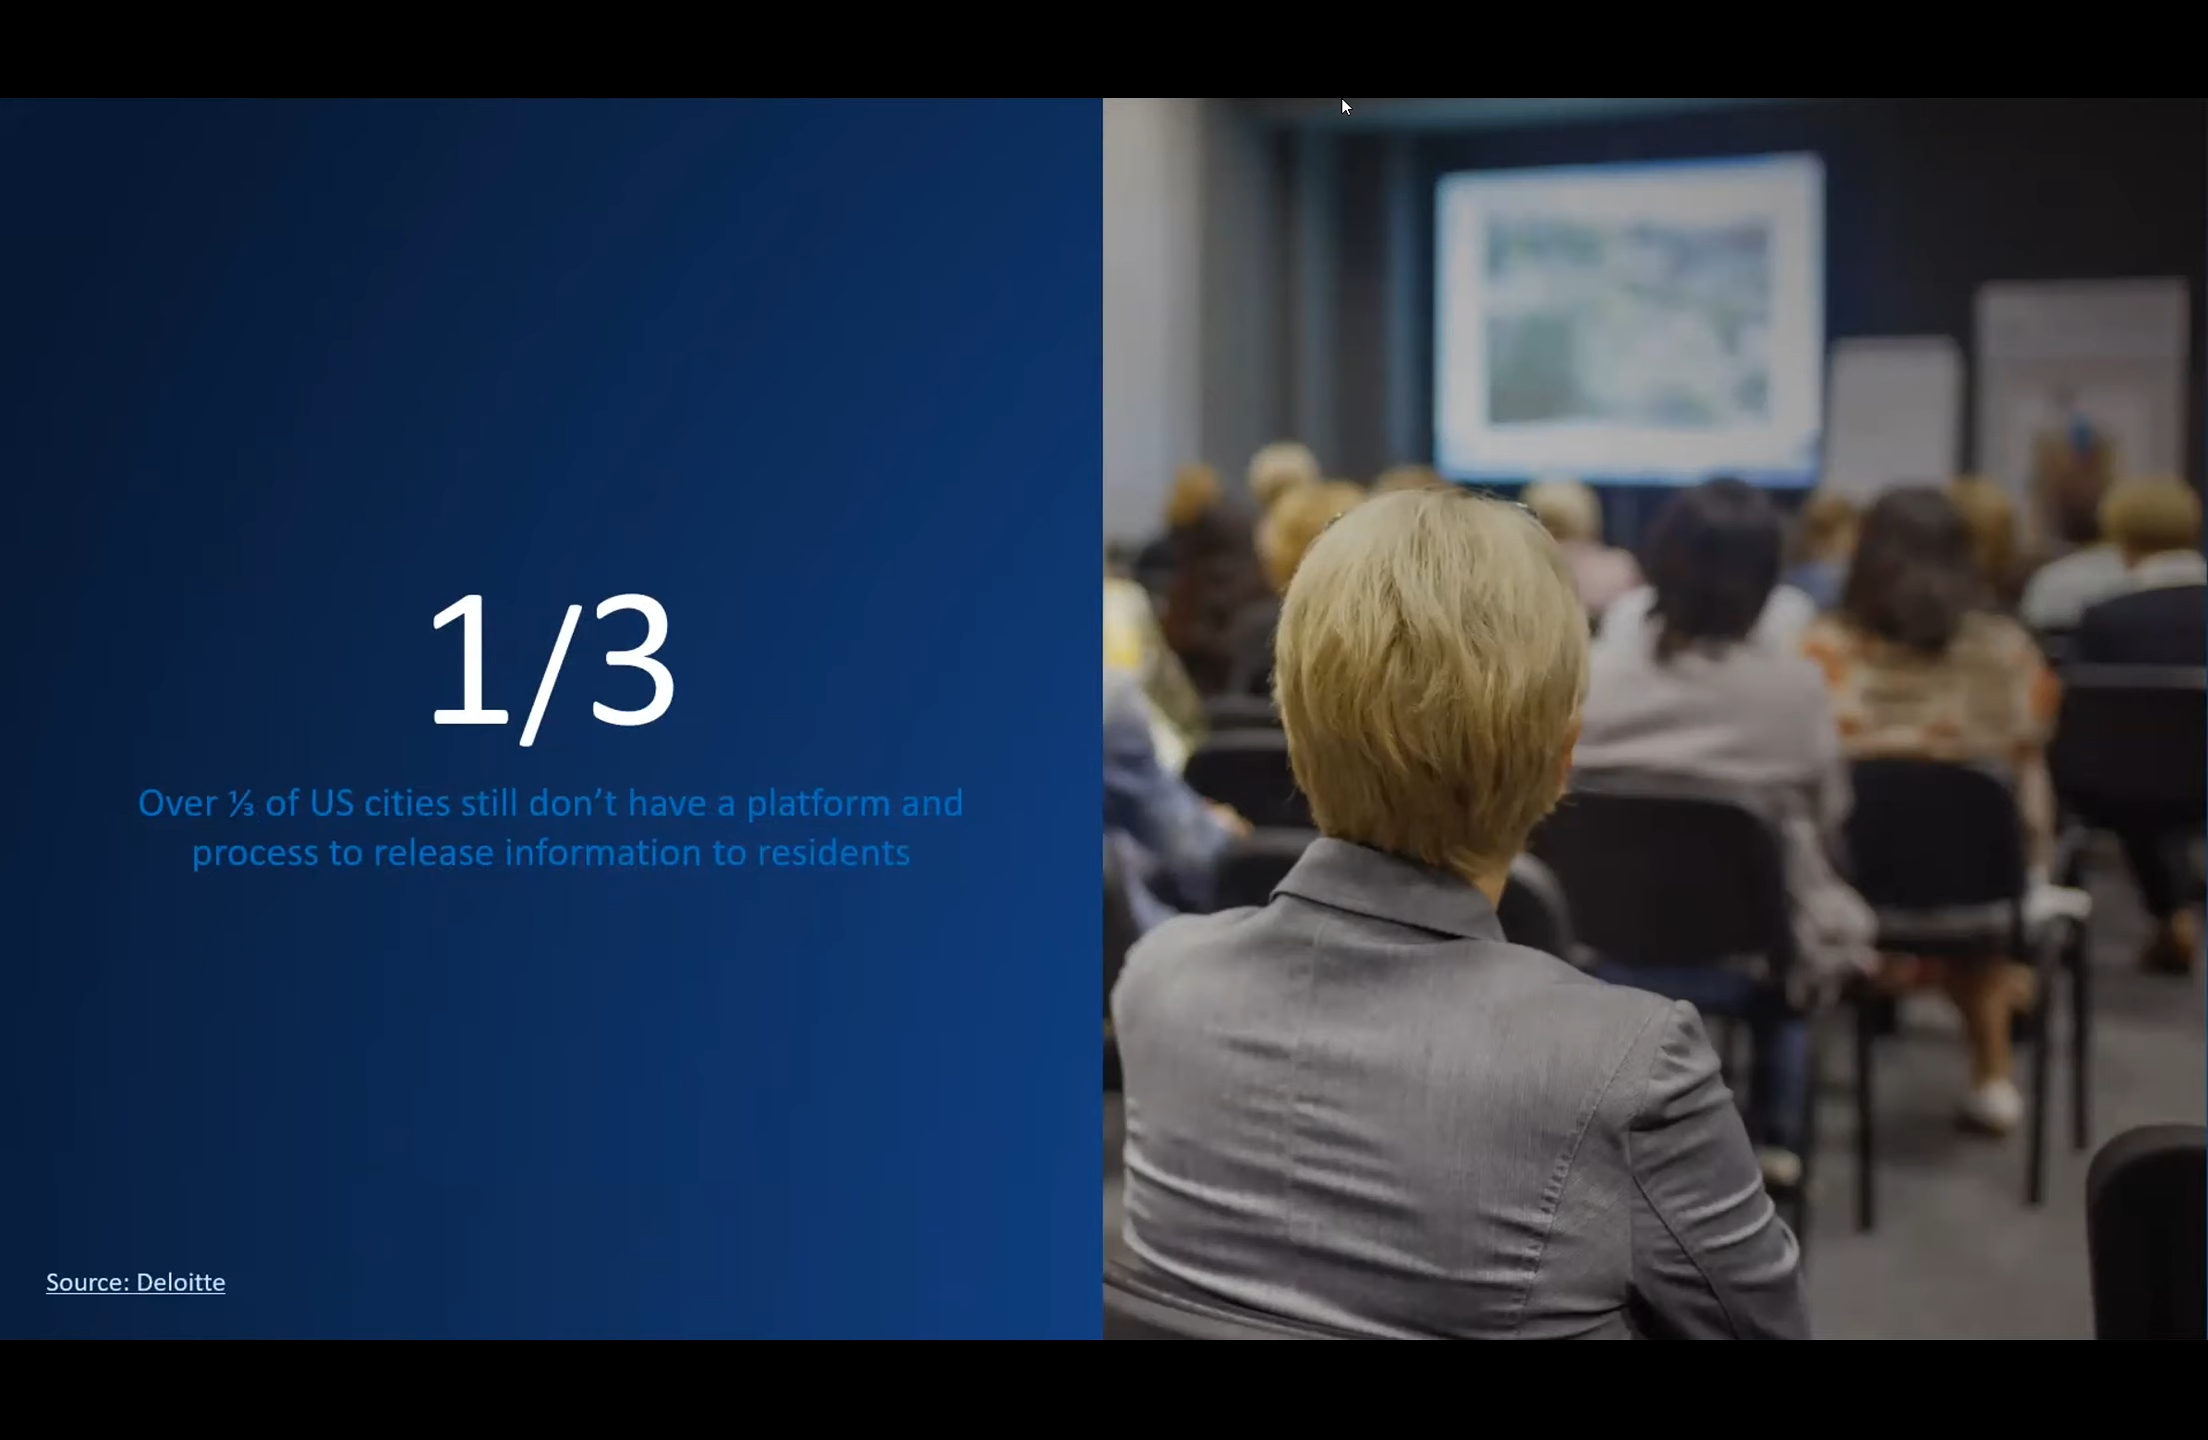 1/3
Over ⅓ of US cities still don’t have a platform and
process to release information to residents
Source: Deloitte